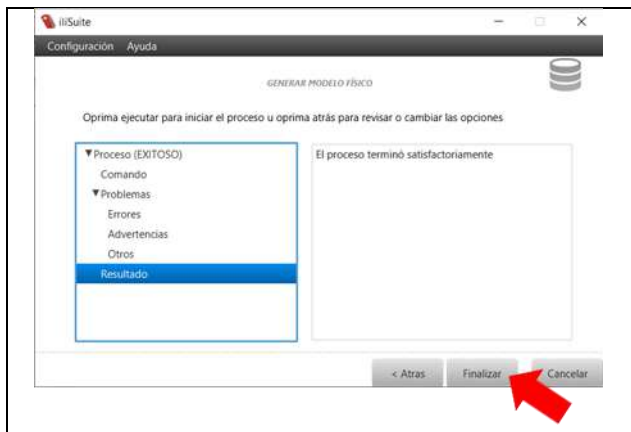 iliSuite
Configuración Ayuda
GENERAR MODELO FÍSICO
Oprima ejecutar para iniciar el proceso u oprima atrás para revisar o cambiar las opciones
Proceso (EXITOSO)
Comando
Problemas
Errores
Advertencias
Otros
Resultado
El proceso terminó satisfactoriamente
< Atras Finalizar Cancelar